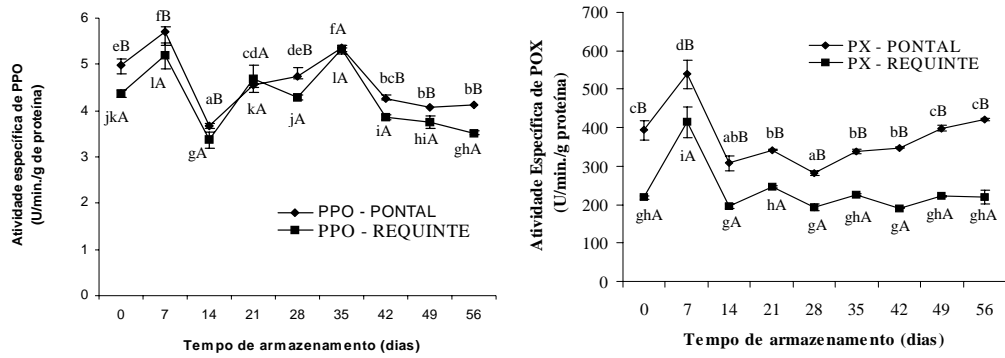 Atividade específica de PPO
(U/min./g de proteína)
6
5
4
3
2
1
0
eB
fB
aB
cdA
deB
fA
bcB
bB
bB
jkA
lA
gA
kA
jA
lA
iA
hiA
ghA
PPO - PONTAL
PPO - REQUINTE
0 7 14 21 28 35 42 49 56
Tempo de armazenamento (dias)
Atividade Específica de POX
(U/min./g proteína)
700
600
500
400
300
200
100
0
PX - PONTAL
PX - REQUINTE
cB
dB
abB
bB
aB
bB
bB
cB
cB
ghA
iA
gA
hA
gA
ghA
gA
ghA
ghA
0 7 14 21 28 35 42 49 56
Tempo de armazenamento (dias)